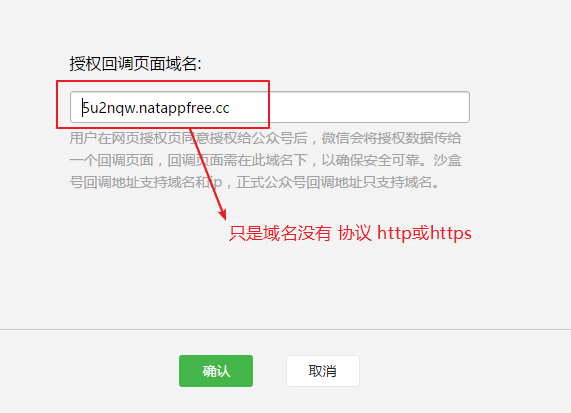 授权回调页面域名:
5u2nqw.natappfree.cc
用户在网页授权页同意授权给公众号后，微信会将授权数据传给
一个回调页面，回调页面需在此域名下，以确保安全可靠。沙盒
号回调地址支持域名和ip，正式公众号回调地址只支持域名。
只是域名没有 协议 http或https
确认
取消